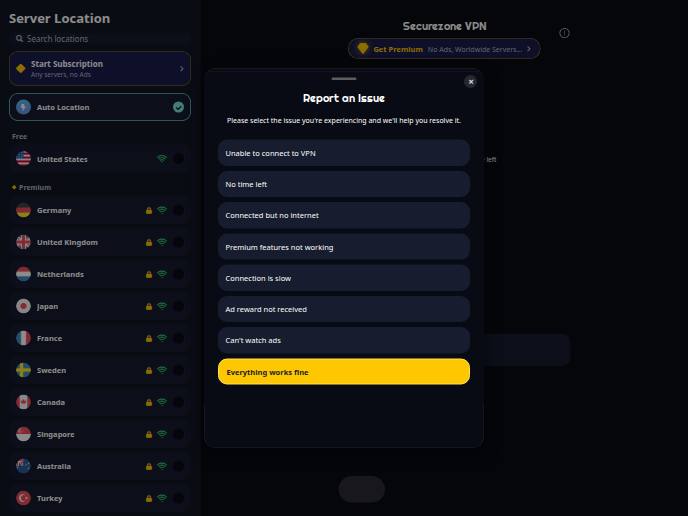 Server Location
Search locations
Start Subscription
Any servers, no Ads
Auto Location
Free
United States
Premium
Germany
United Kingdom
Netherlands
Japan
France
Sweden
Canada
Singapore
Australia
Turkey
Securezone VPN
Get Premium No Ads, Worldwide Servers...
left
Report an Issue
Please select the issue you're experiencing and we'll help you resolve it.
Unable to connect to VPN
No time left
Connected but no internet
Premium features not working
Connection is slow
Ad reward not received
Can't watch ads
Everything works fine